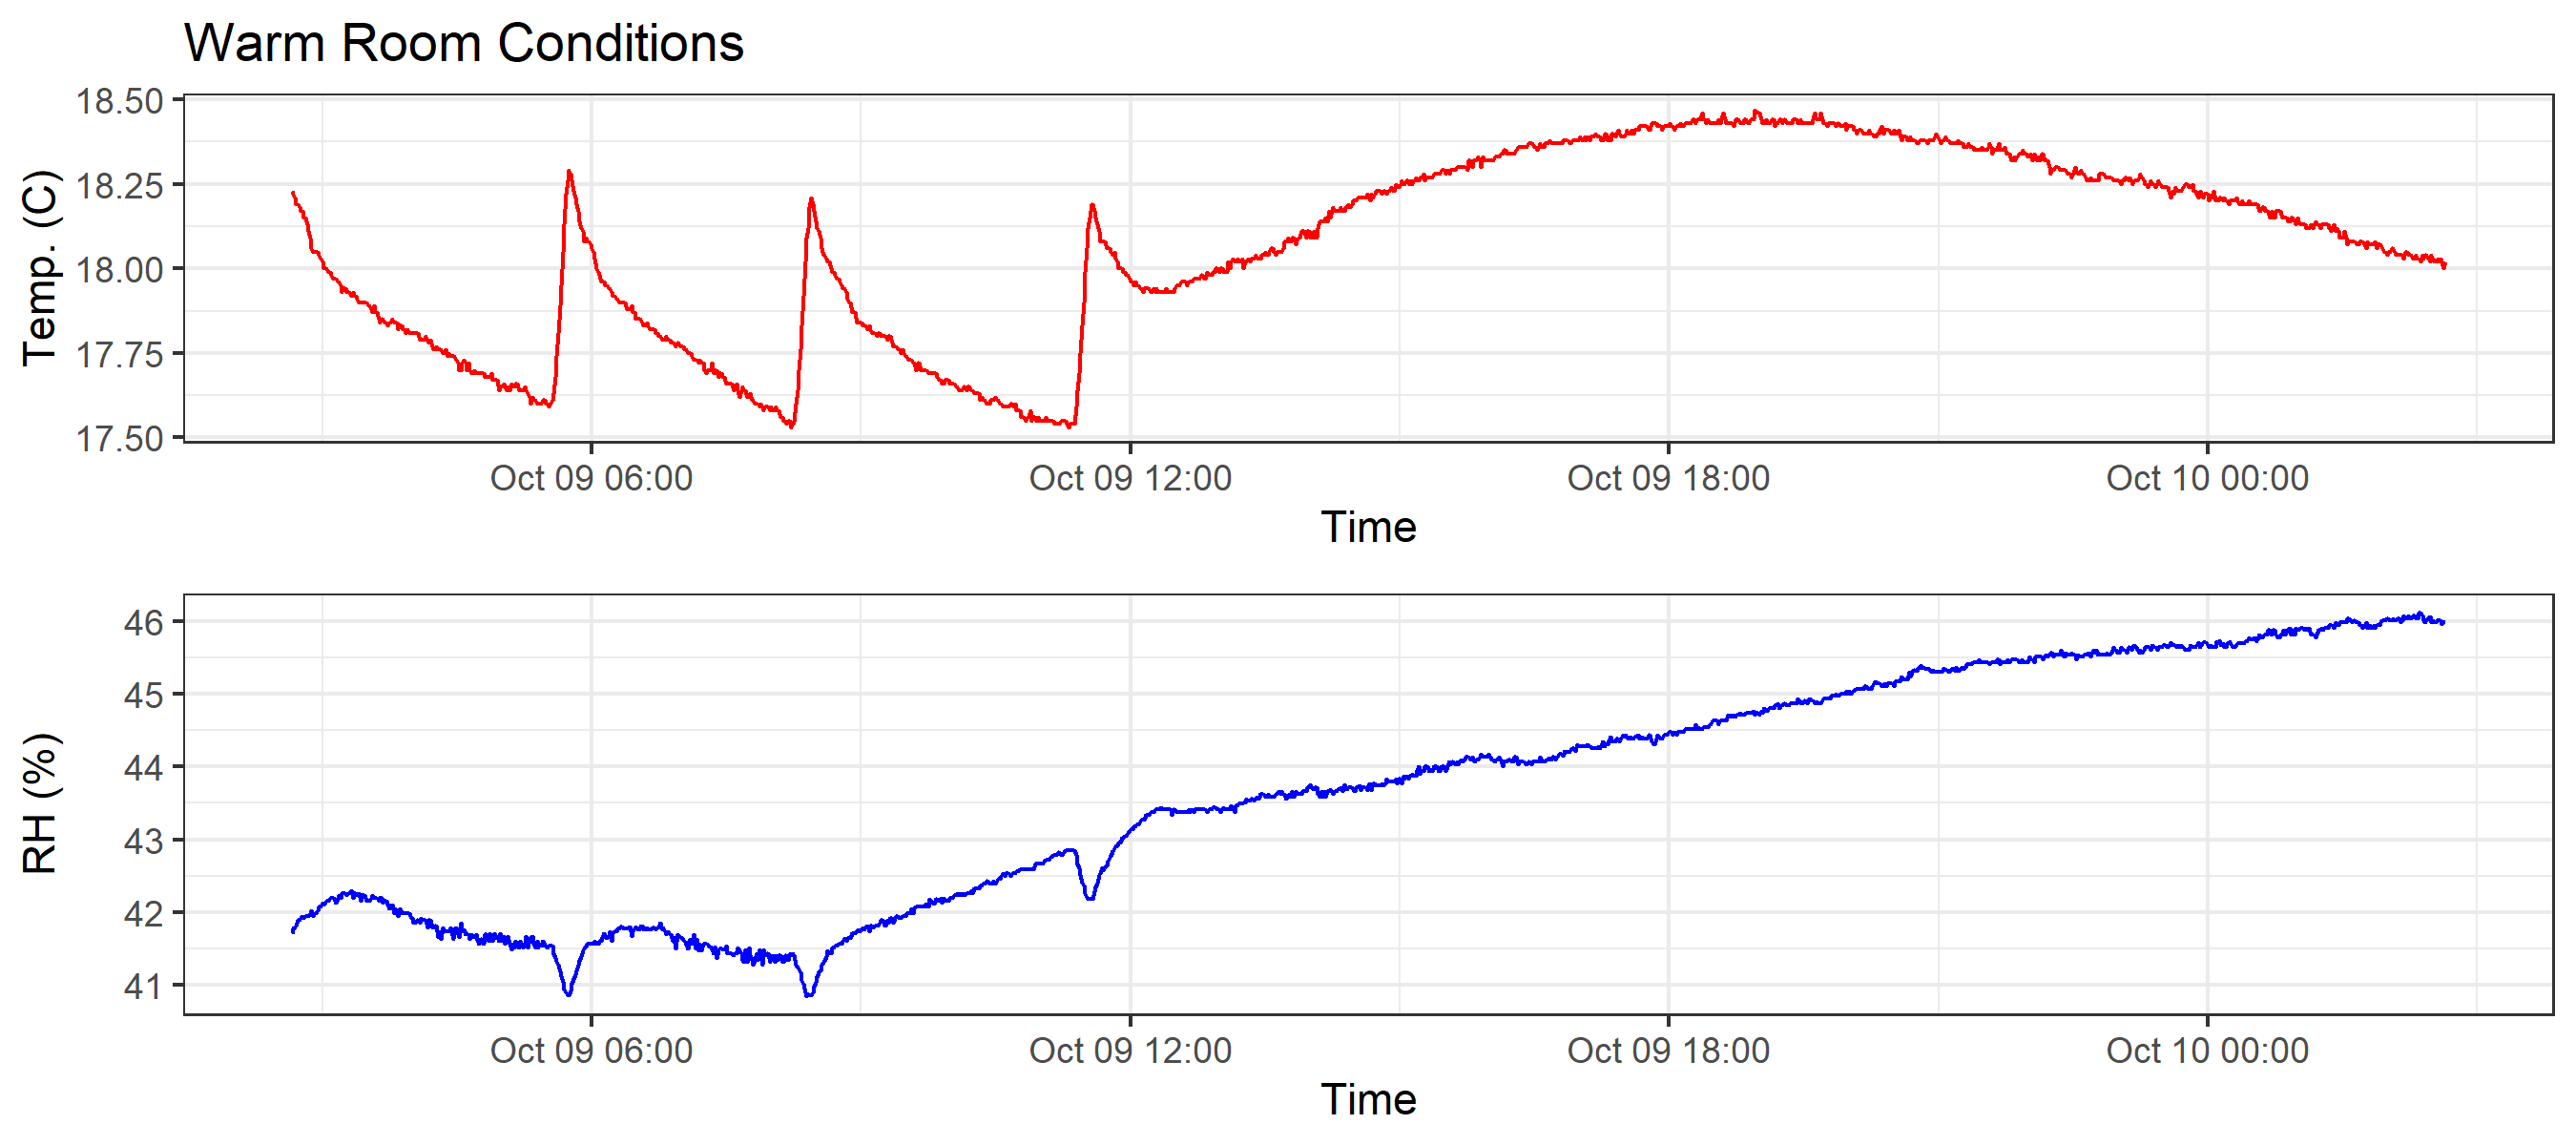 Warm Room Conditions
18.50
18.25
18.00
17.75
17.50
Temp. (C)
Oct 09 06:00 Oct 09 12:00 Oct 09 18:00 Oct 10 00:00
Time
46
45
44
43
42
41
RH (%)
Oct 09 06:00 Oct 09 12:00 Oct 09 18:00 Oct 10 00:00
Time